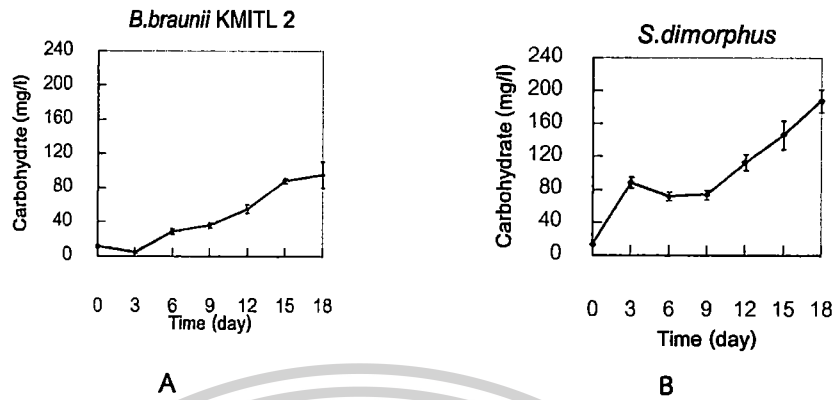 B.braunii KMITL 2
Carbohydrte (mg/l)
240
200
160
120
80
40
0
0 3 6 9 12 15 18
Time (day)
A
S.dimorphus
Carbohydrate (mg/l)
240
200
160
120
80
40
0
0 3 6 9 12 15 18
Time (day)
B